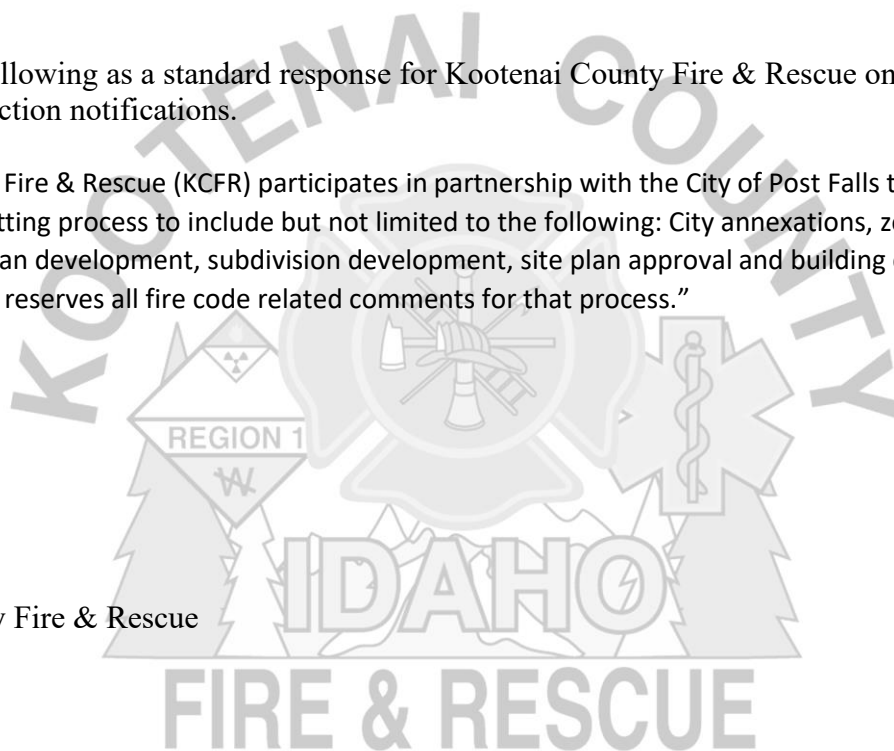 KOOTENAI COUNTY
llowing as a standard response for Kootenai County Fire & Rescue on
ction notifications.
Fire & Rescue (KCFR) participates in partnership with the City of Post Falls t
tting process to include but not limited to the following: City annexations, z
an development, subdivision development, site plan approval and building
reserves all fire code related comments for that process.”
REGION 1
W
IDAHO
y Fire & Rescue
FIRE & RESCUE